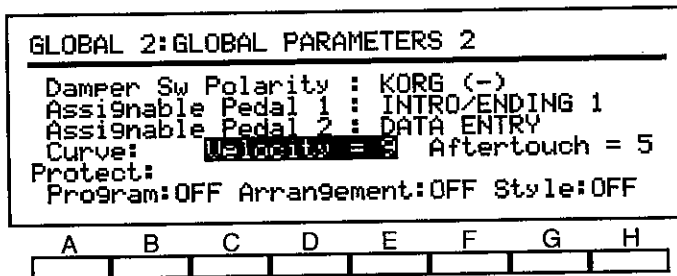 GLOBAL 2:GLOBAL PARAMETERS 2
Damper Sw Polarity : KORG (-)
Assignable Pedal 1 : INTRO/ENDING 1
Assignable Pedal 2 : DATA ENTRY
Curve: Velocity = 9 Aftertouch = 5
Protect:
Program:OFF Arrangement:OFF Style:OFF
A B C D E F G H